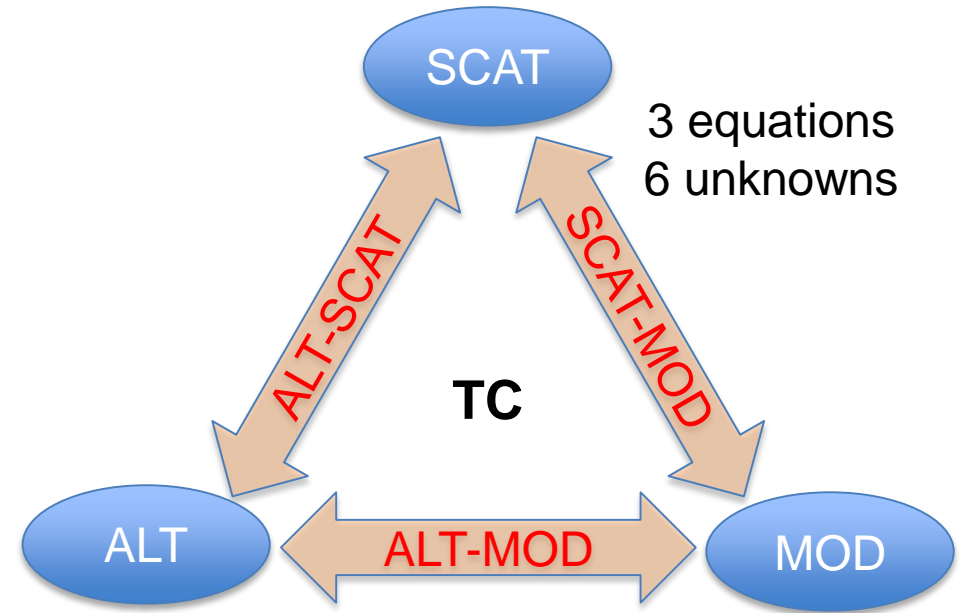 SCAT
3 equations
6 unknowns
ALT-SCAT
SCAT-MOD
TC
ALT
ALT-MOD
MOD